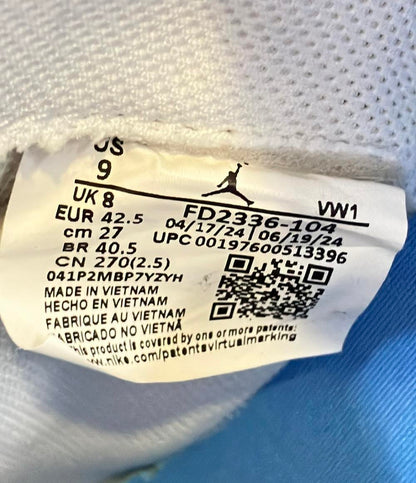 US
9
UK 8
EUR 42.5
cm 27
BR 40.5
CN 270(2.5)
041P2MBP7YZYH
MADE IN VIETNAM
HECHO EN VIETNAM
FABRIQUE AU VIETNAM
FABRICADO NO VIETNÃ
This product is covered by one or more patents:
www.nike.com/patentsvirtualmarking
FD2336-104
VW1
04/17/24 | 06/19/24
UPC 00197600513396